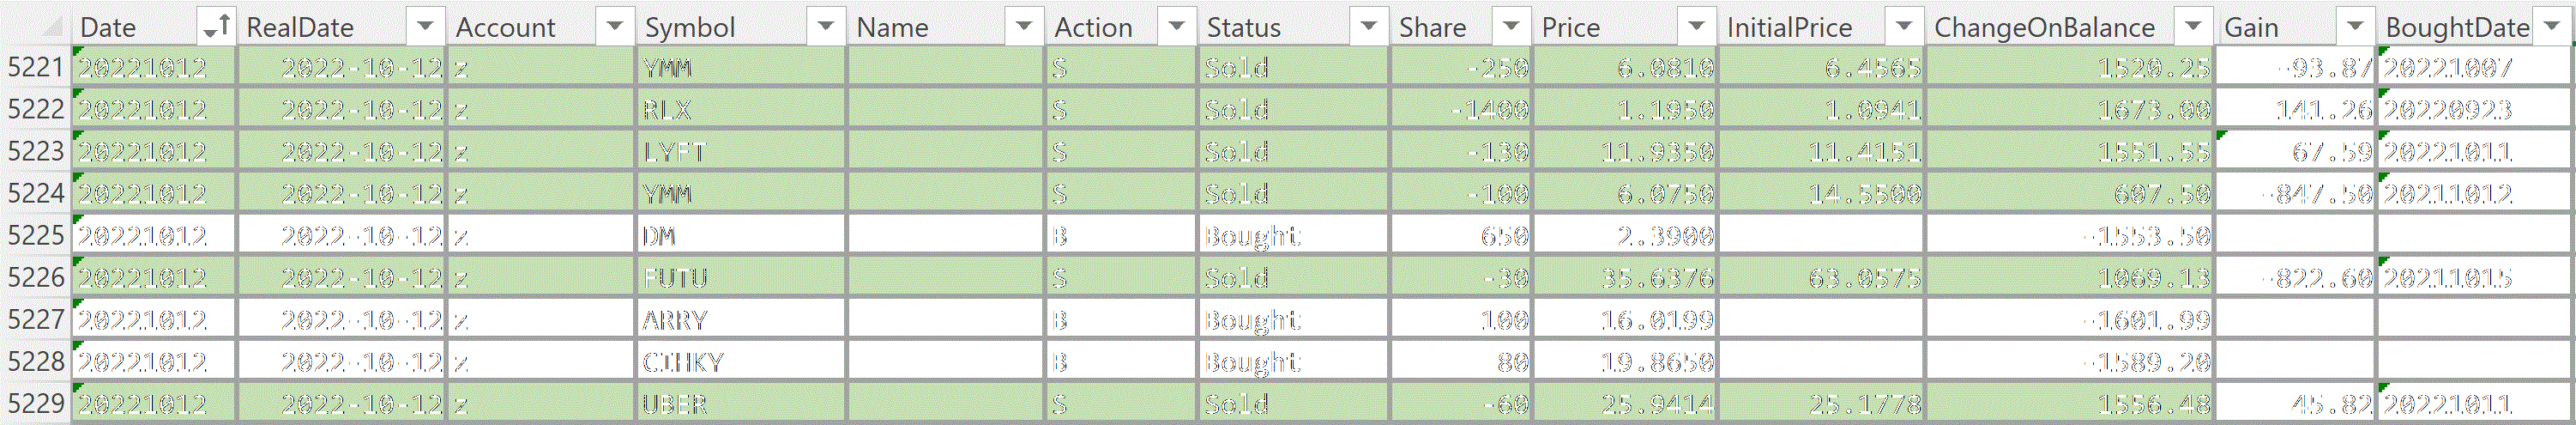 Date RealDate Account Symbol Name Action Status Share Price InitialPrice ChangeOnBalance Gain BoughtDate
5221 20221012 2022-10-12 z YMM S Sold -250 6.0810 6.4565 1520.25 -93.87 20221007
5222 20221012 2022-10-12 z RLX S Sold -1400 1.1950 1.0941 1673.00 141.26 20220923
5223 20221012 2022-10-12 z LYFT S Sold -130 11.9350 11.4151 1551.55 67.59 20221011
5224 20221012 2022-10-12 z YMM S Sold -100 6.0750 14.5500 607.50 -847.50 20211012
5225 20221012 2022-10-12 z DM B Bought 650 2.3900 -1553.50
5226 20221012 2022-10-12 z FUTU S Sold -30 35.6376 63.0575 1069.13 -822.60 20211015
5227 20221012 2022-10-12 z ARRY B Bought 100 16.0199 -1601.99
5228 20221012 2022-10-12 z CIHKY B Bought 80 19.8650 -1589.20
5229 20221012 2022-10-12 z UBER S Sold -60 25.9414 25.1778 1556.48 45.82 20221011